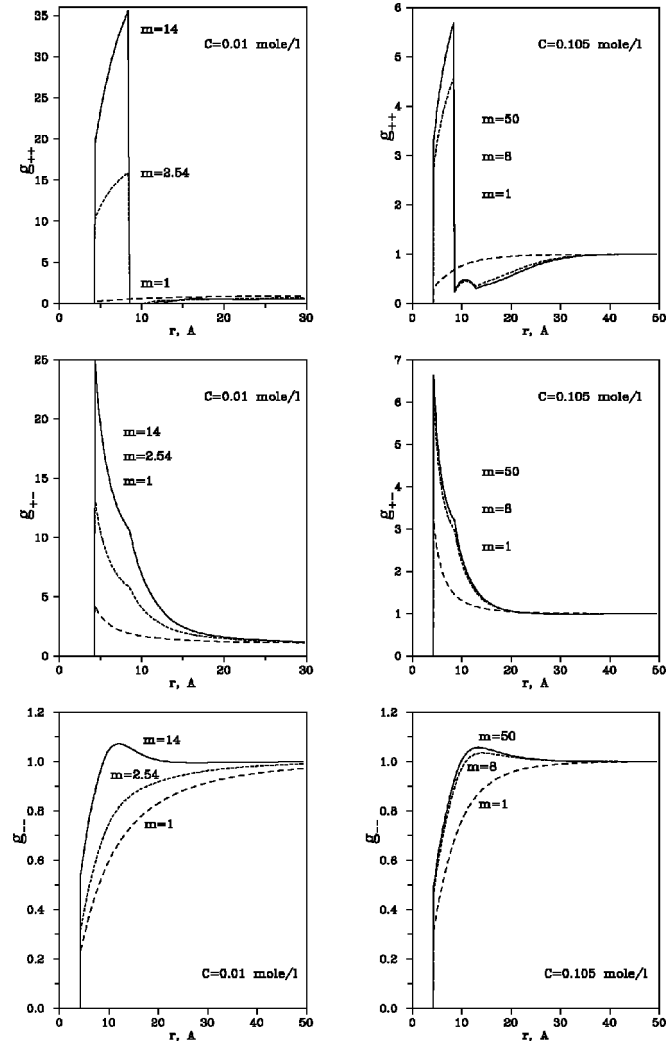 35
30
25
20
15
10
5
0
g++
m=14
C=0.01 mole/l
m=2.54
m=1
0 10 20 30
r, A
6
5
4
3
2
1
0
g++
C=0.105 mole/l
m=50
m=8
m=1
0 10 20 30 40 50
r, A
25
20
15
10
5
0
g+-
C=0.01 mole/l
m=14
m=2.54
m=1
0 10 20 30
r, A
7
6
5
4
3
2
1
0
g+-
C=0.105 mole/l
m=50
m=8
m=1
0 10 20 30 40 50
r, A
1.2
1.0
0.8
0.6
0.4
0.2
0.0
g--
m=14
m=2.54
m=1
C=0.01 mole/l
0 10 20 30 40 50
r, A
1.2
1.0
0.8
0.6
0.4
0.2
0.0
g--
m=50
m=8
m=1
C=0.105 mole/l
0 10 20 30 40 50
r, A